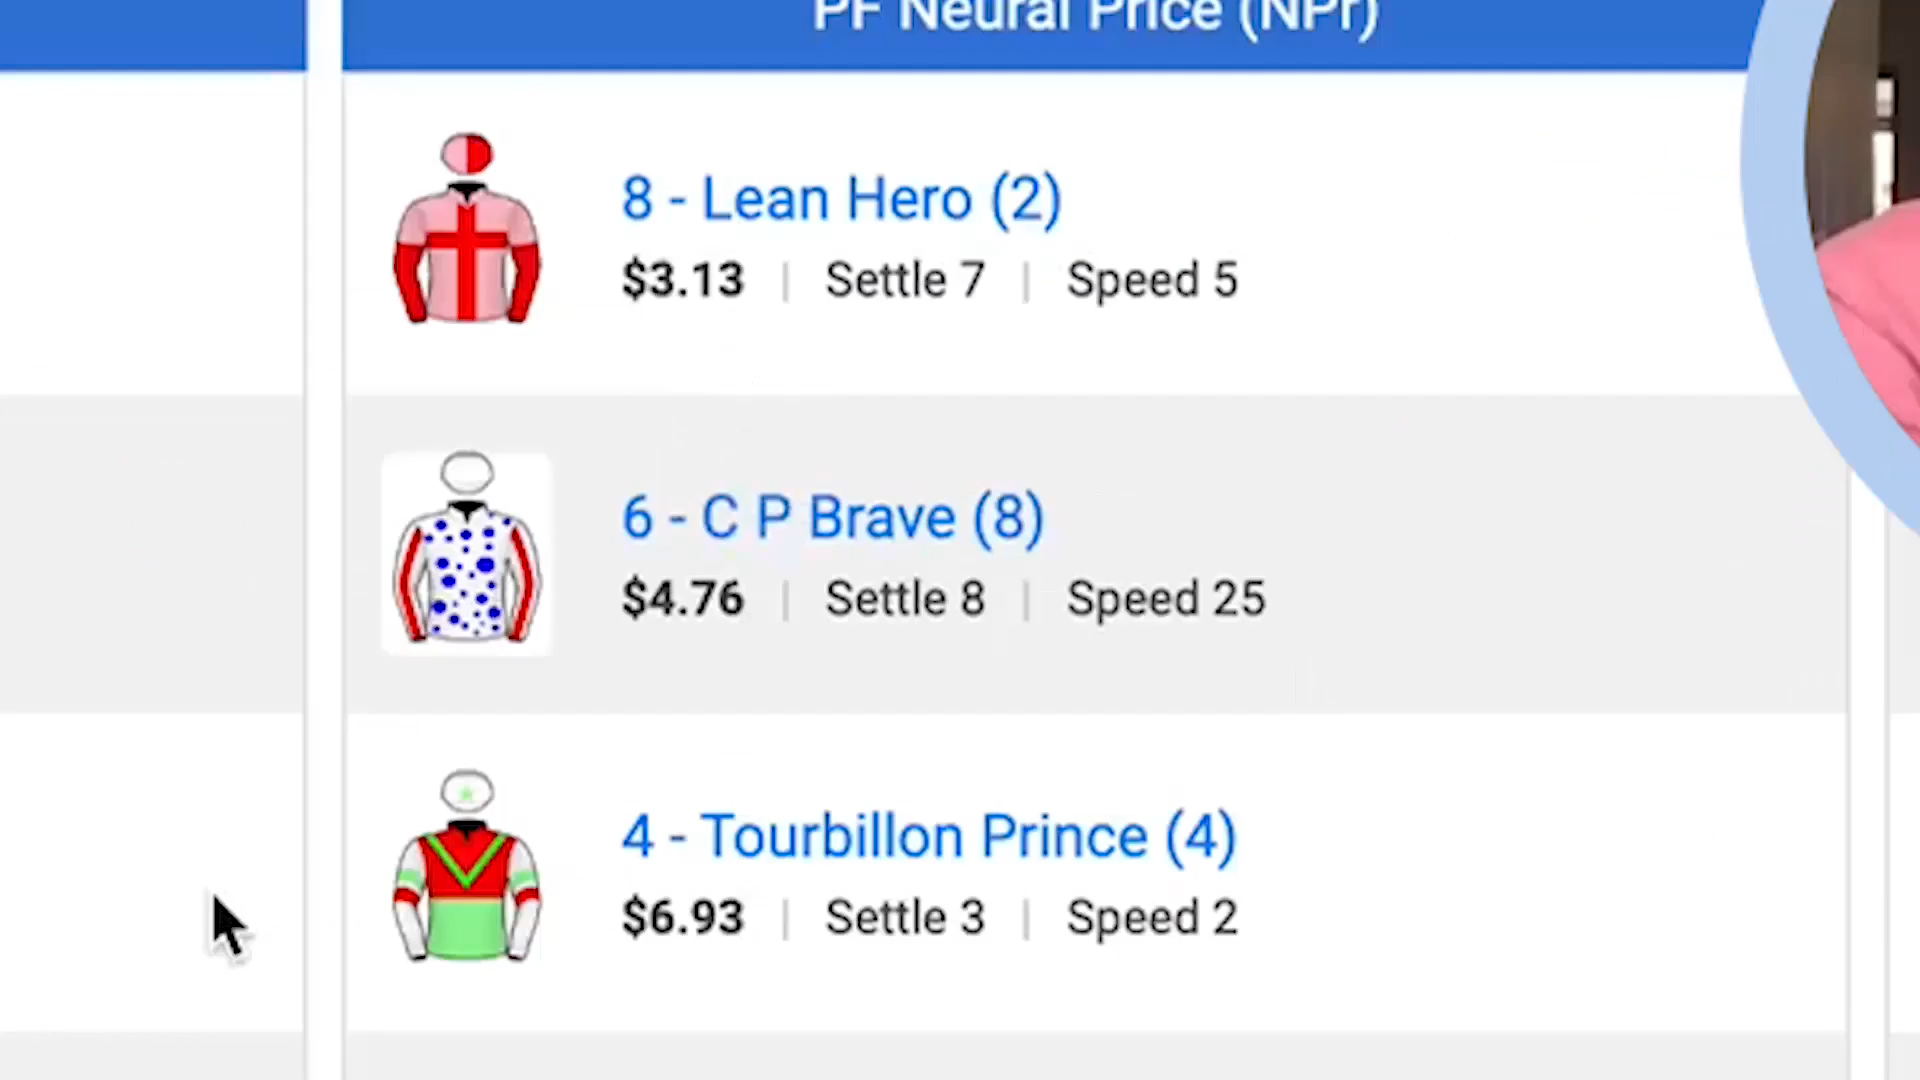 PF Neural Price (NPr)
8 - Lean Hero (2)
$3.13 | Settle 7 | Speed 5
6 - C P Brave (8)
$4.76 | Settle 8 | Speed 25
4 - Tourbillon Prince (4)
$6.93 | Settle 3 | Speed 2